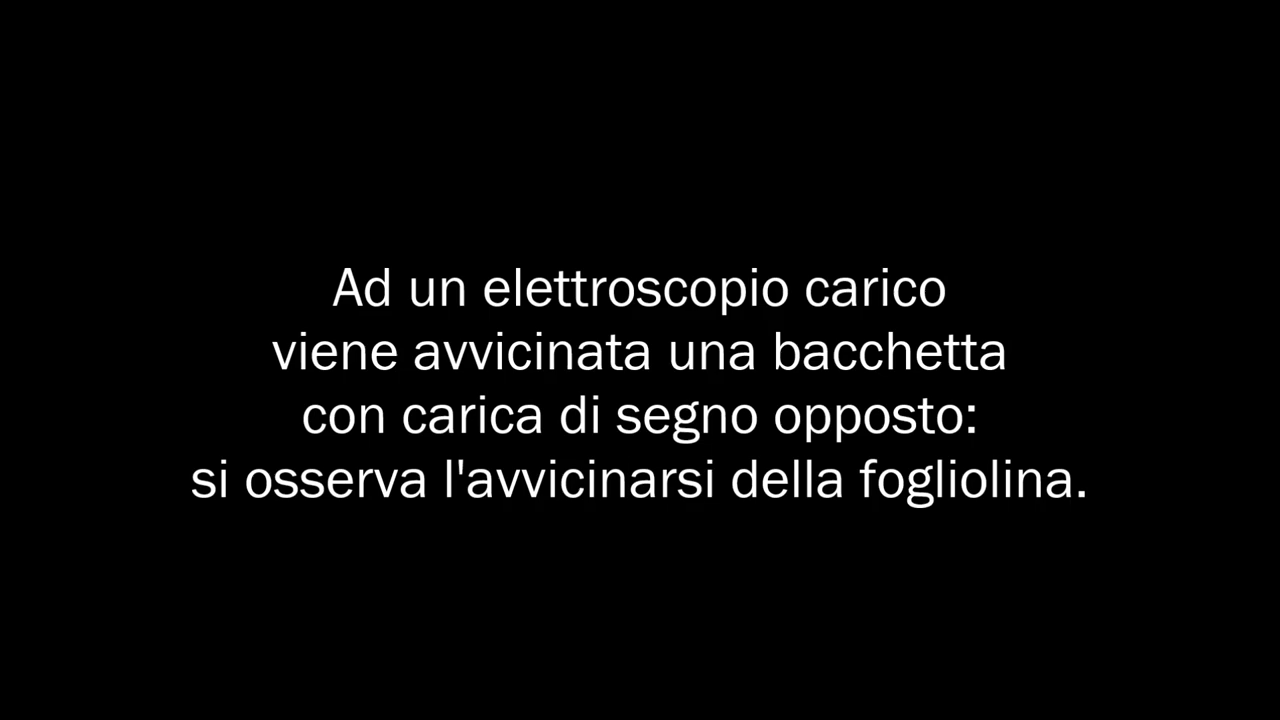 Ad un elettroscopio carico
viene avvicinata una bacchetta
con carica di segno opposto:
si osserva l'avvicinarsi della fogliolina.